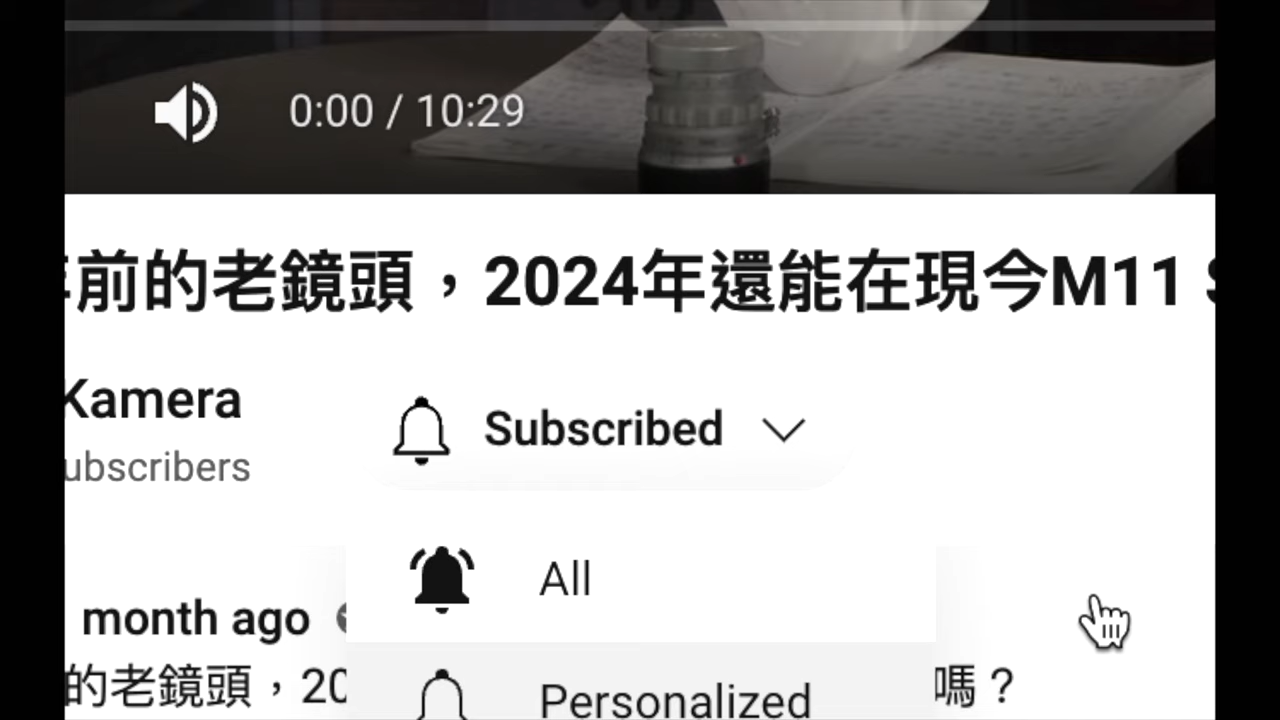 0:00 / 10:29
前的老鏡頭，2024年還能在現今M11
Kamera
Subscribed
ubscribers
All
month ago
的老鏡頭，20
嗎？
Personalized